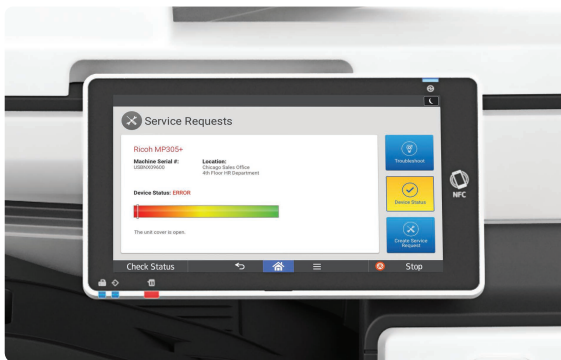 Service Requests
Ricoh MP305+
Machine Serial #:
USBNX09600
Location:
Chicago Sales Office
4th Floor HR Department
Device Status: ERROR
The unit cover is open.
Troubleshoot
Device Status
Create Service
Request
NFC
Check Status
Stop